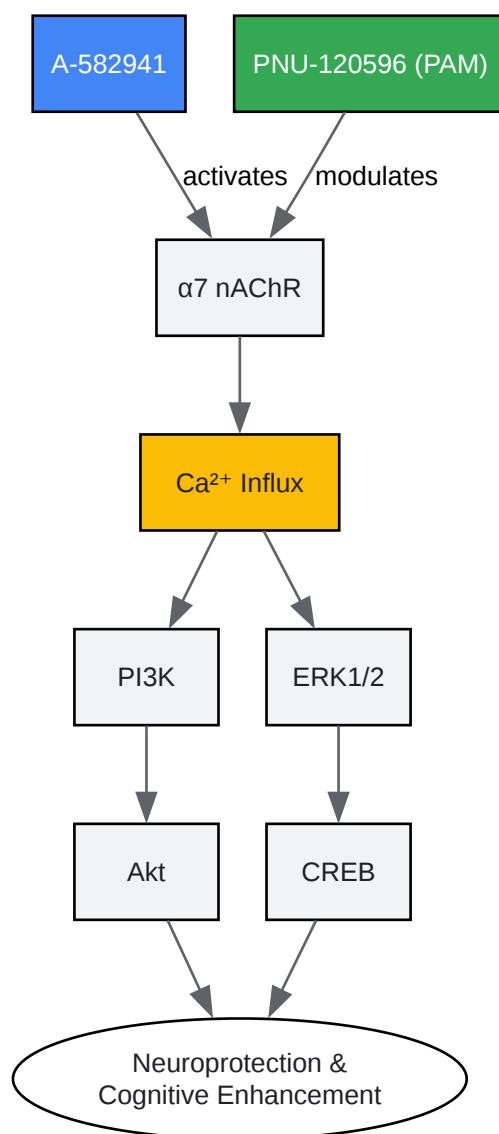 A-582941
PNU-120596 (PAM)
activates
modulates
α7 nAChR
Ca²⁺ Influx
PI3K
ERK1/2
Akt
CREB
Neuroprotection &
Cognitive Enhancement